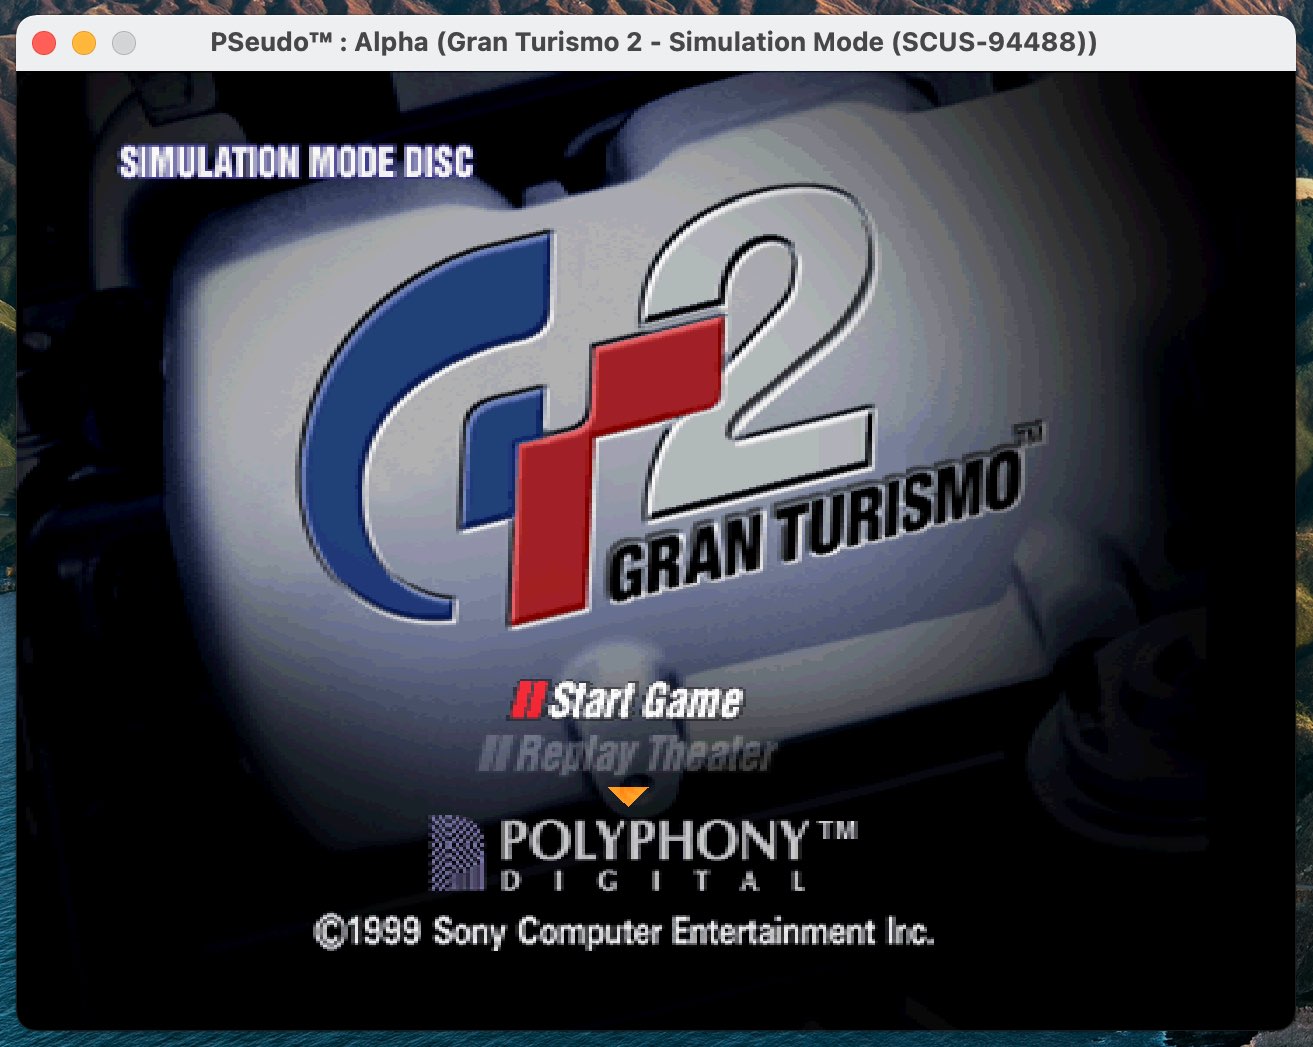 PSeudo™ : Alpha (Gran Turismo 2 - Simulation Mode (SCUS-94488))
SIMULATION MODE DISC
GT2
GRAN TURISMO™
Start Game
Replay Theater
POLYPHONY™
DIGITAL
©1999 Sony Computer Entertainment Inc.